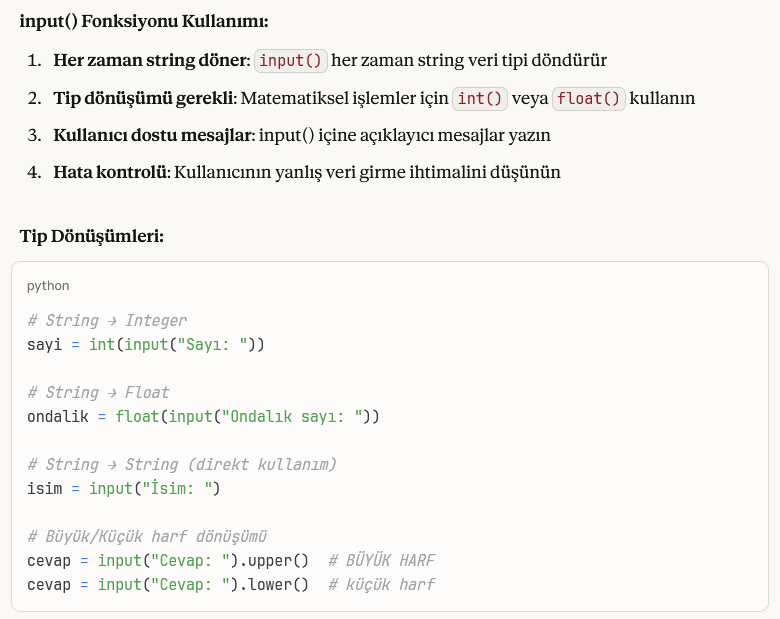 input() Fonksiyonu Kullanımı:
1. Her zaman string döner: input() her zaman string veri tipi döndürür
2. Tip dönüşümü gerekli: Matematiksel işlemler için int() veya float() kullanın
3. Kullanıcı dostu mesajlar: input() içine açıklayıcı mesajlar yazın
4. Hata kontrolü: Kullanıcının yanlış veri girme ihtimalini düşünün
Tip Dönüşümleri:
python
# String → Integer
sayi = int(input("Sayı: "))
# String → Float
ondalik = float(input("Ondalık sayı: "))
# String → String (direkt kullanım)
isim = input("İsim: ")
# Büyük/Küçük harf dönüşümü
cevap = input("Cevap: ").upper()  # BÜYÜK HARF
cevap = input("Cevap: ").lower()  # küçük harf